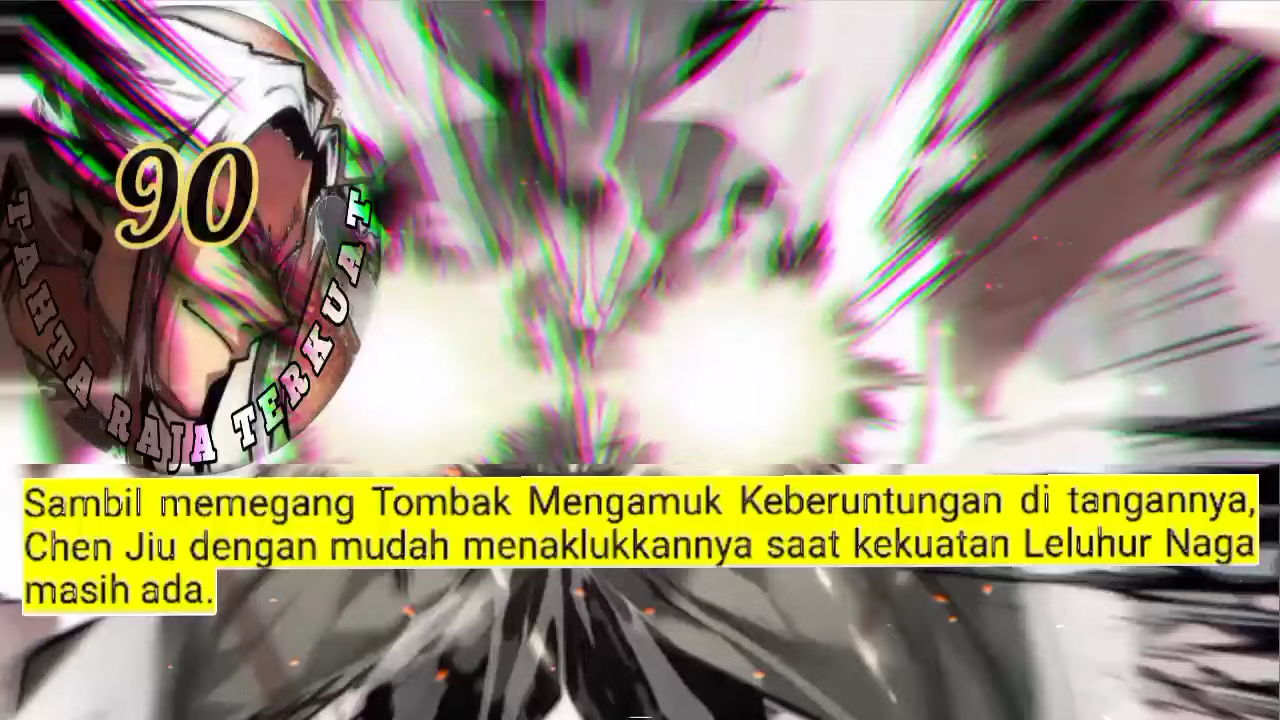 90
TAHTA RAJA TERKUAT
Sambil memegang Tombak Mengamuk Keberuntungan di tangannya,
Chen Jiu dengan mudah menaklukkannya saat kekuatan Leluhur Naga
masih ada.